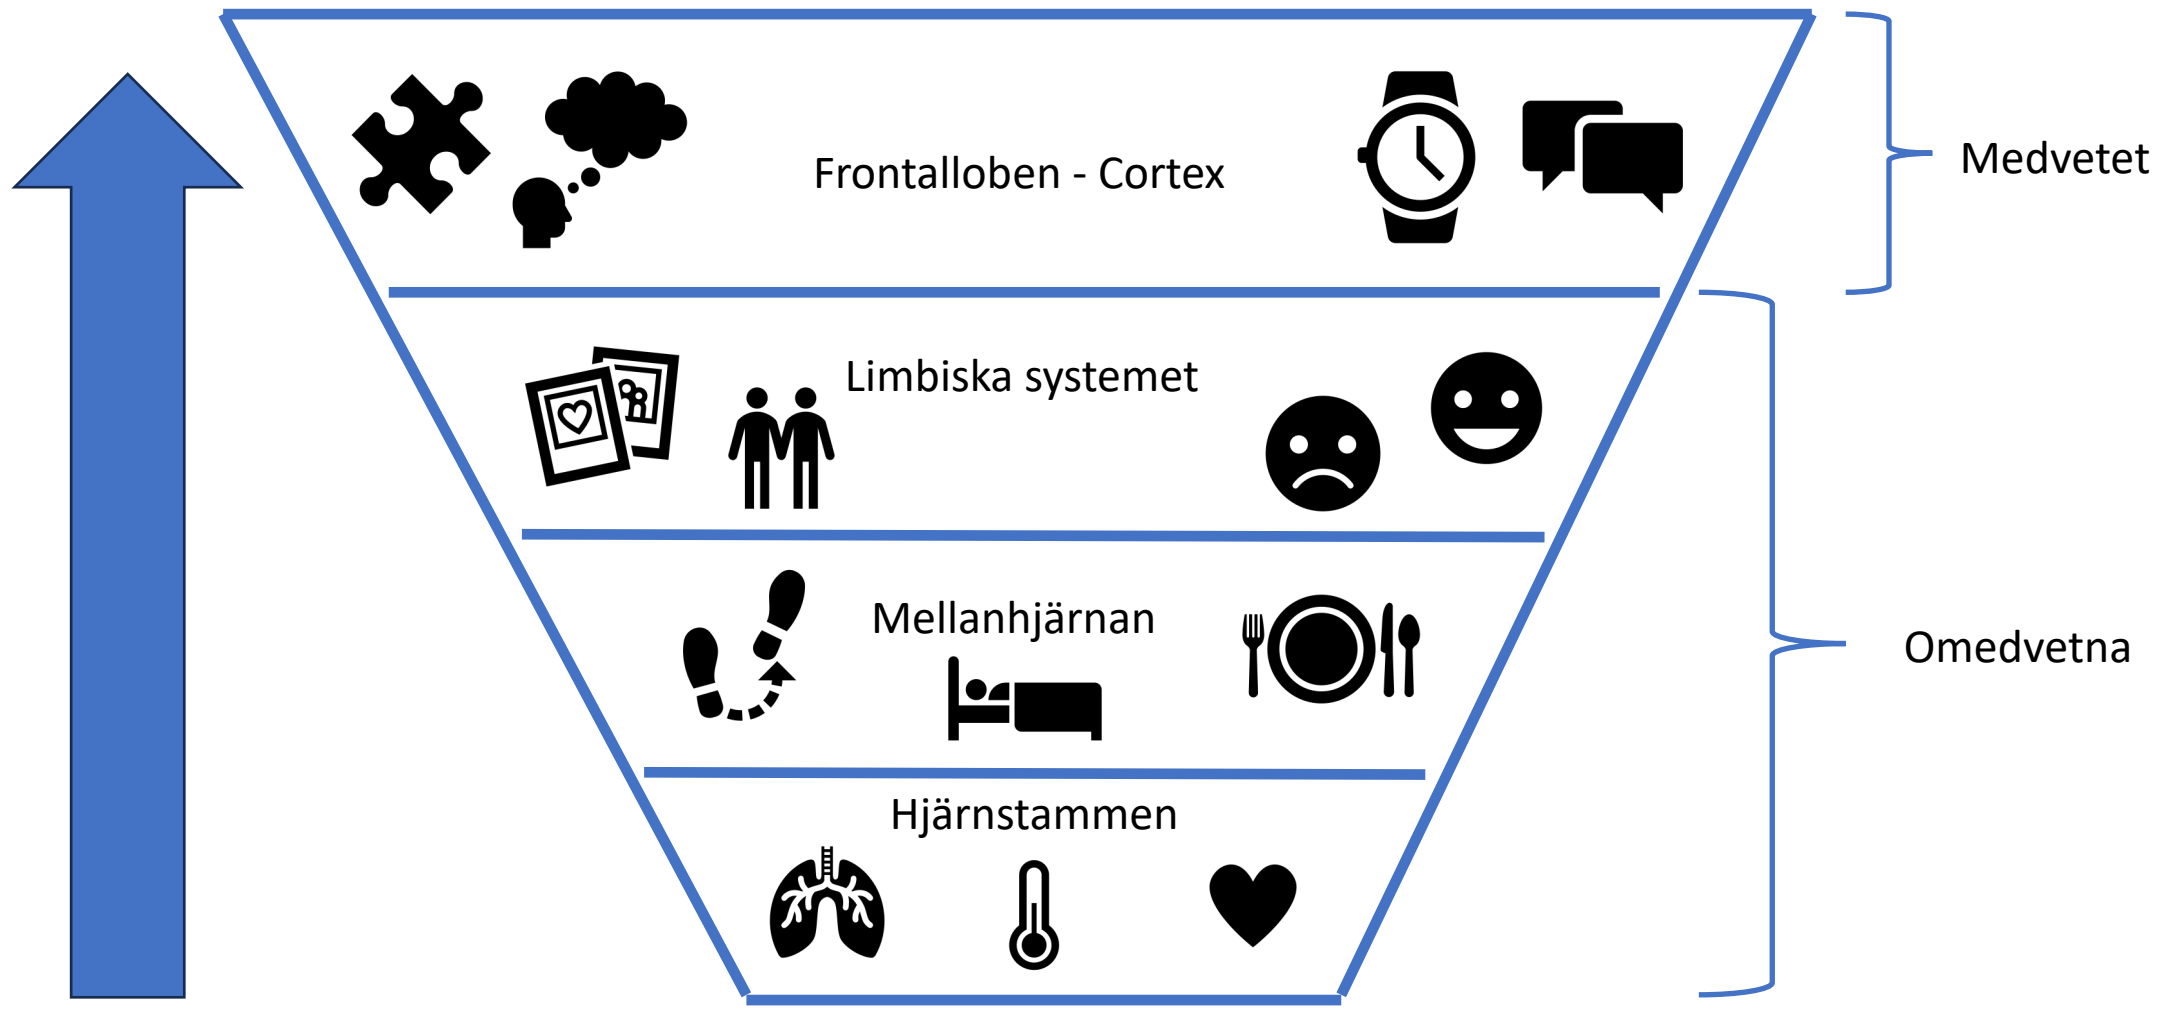 Frontalloben - Cortex
Medvetet
Limbiska systemet
Mellanhjärnan
Omedvetna
Hjärnstammen